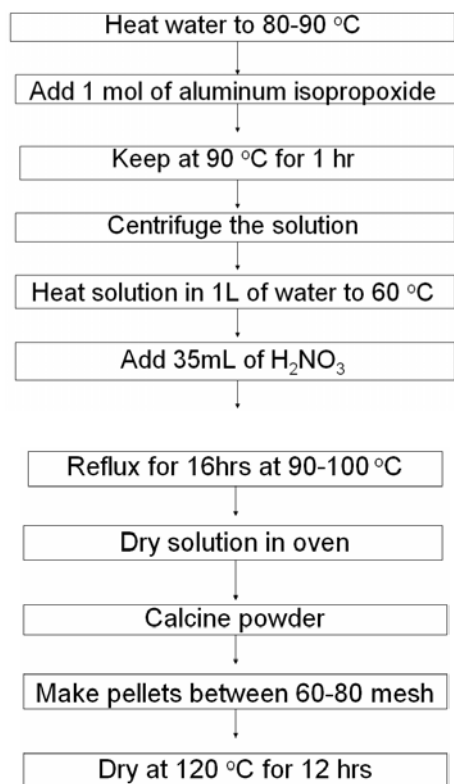 Heat water to 80-90 °C
Add 1 mol of aluminum isopropoxide
Keep at 90 °C for 1 hr
Centrifuge the solution
Heat solution in 1L of water to 60 °C
Add 35mL of H₂NO₃
Reflux for 16hrs at 90-100 °C
Dry solution in oven
Calcine powder
Make pellets between 60-80 mesh
Dry at 120 °C for 12 hrs